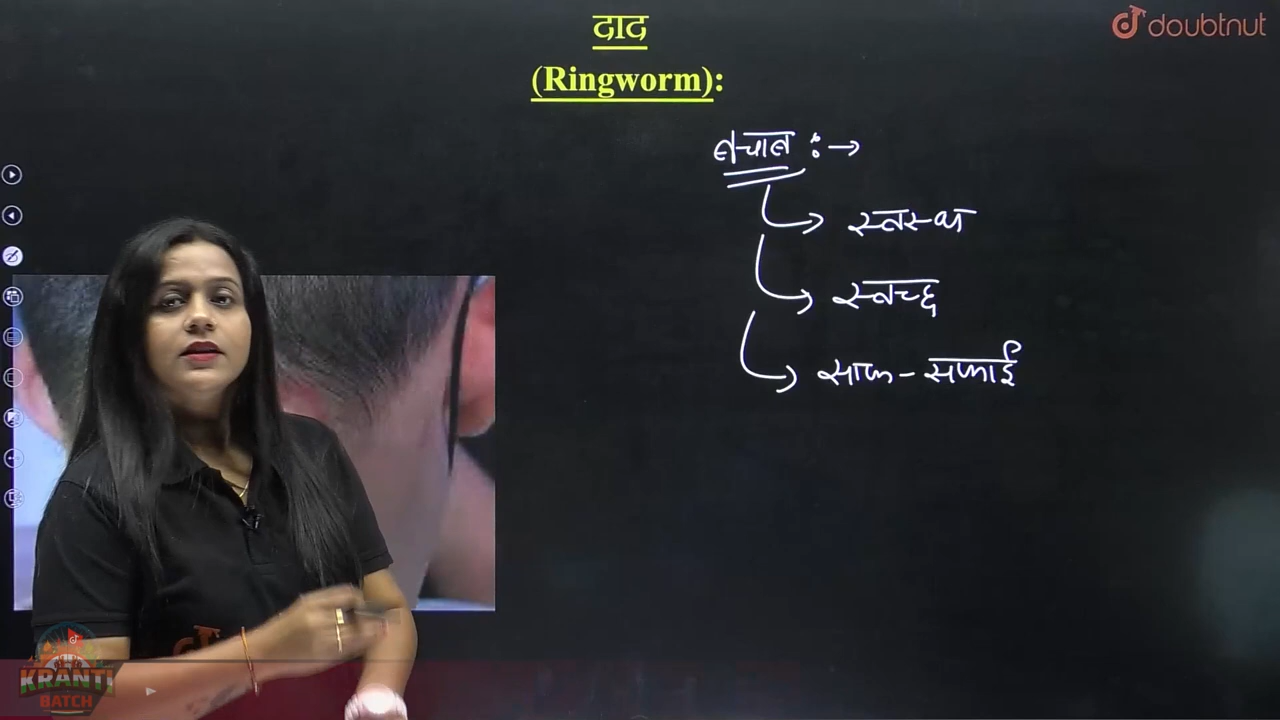 दाद
doubtnut
(Ringworm):
बचाव :→
स्वस्थ
स्वच्छ
साफ - सफाई
KRANTI
BATCH